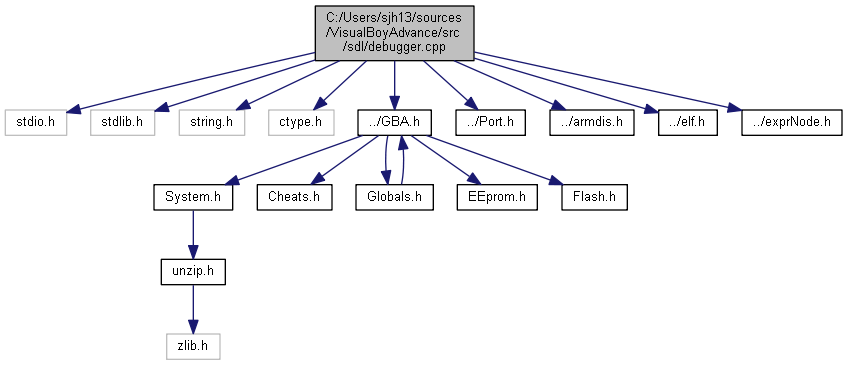 C:/Users/sjh13/sources
/VisualBoyAdvance/src
/sdl/debugger.cpp
stdio.h
stdlib.h
string.h
ctype.h
../GBA.h
../Port.h
../armdis.h
../elf.h
../exprNode.h
System.h
Cheats.h
Globals.h
EEprom.h
Flash.h
unzip.h
zlib.h